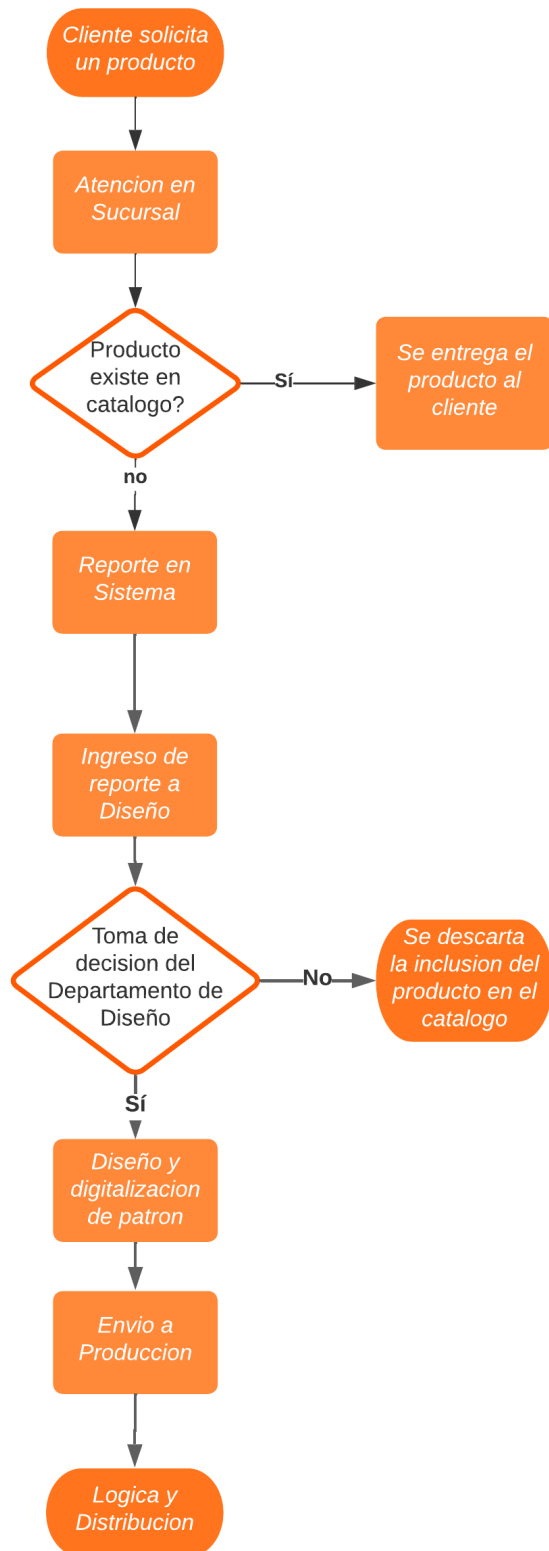 Cliente solicita
un producto
Atencion en
Sucursal
Producto
existe en
catalogo?
Sí
Se entrega el
producto al
cliente
no
Reporte en
Sistema
Ingreso de
reporte a
Diseño
Toma de
decision del
Departamento de
Diseño
No
Se descarta
la inclusion del
producto en el
catalogo
Sí
Diseño y
digitalizacion
de patron
Envio a
Produccion
Logica y
Distribucion